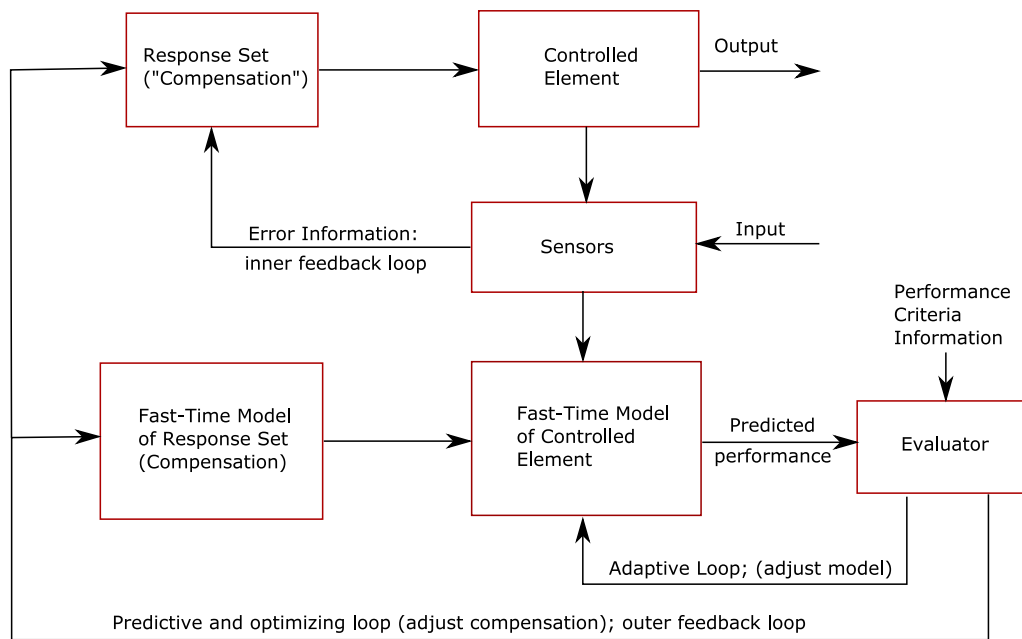 Response Set
("Compensation")
Controlled
Element
Output
Error Information:
inner feedback loop
Sensors
Input
Performance
Criteria
Information
Fast-Time Model
of Response Set
(Compensation)
Fast-Time Model
of Controlled
Element
Predicted
performance
Evaluator
Adaptive Loop; (adjust model)
Predictive and optimizing loop (adjust compensation); outer feedback loop